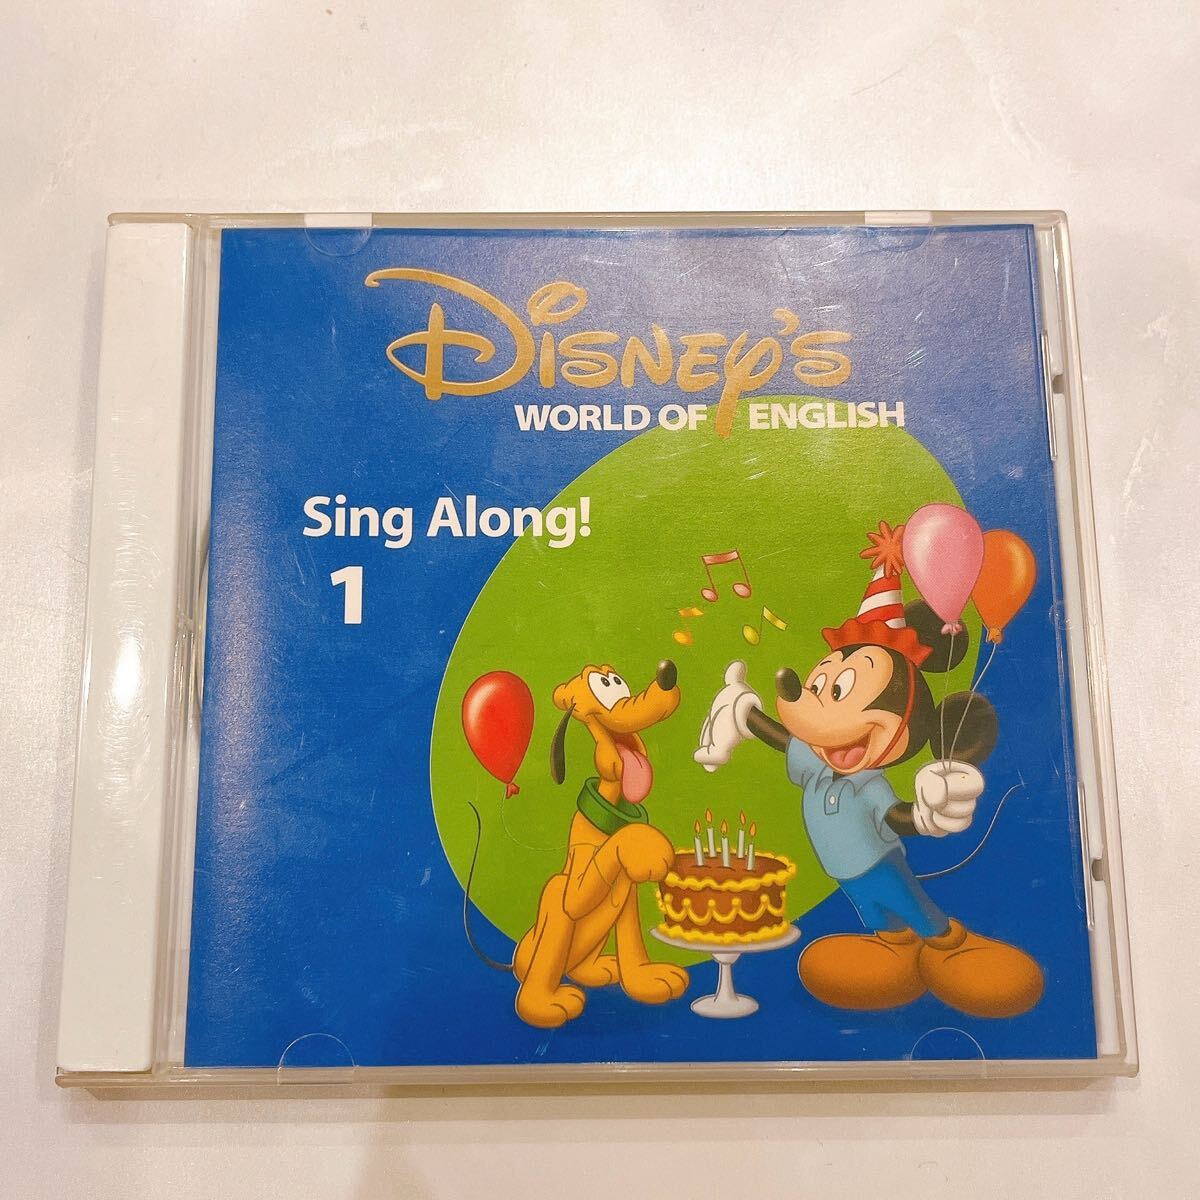 DISNEY'S
WORLD OF ENGLISH
Sing Along!
1